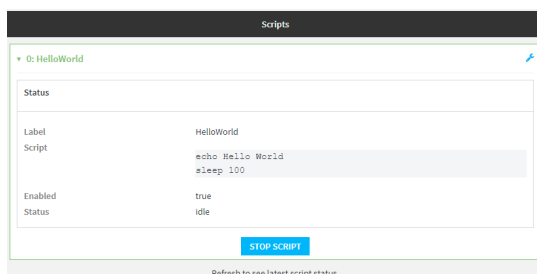 Scripts
0: HelloWorld
Status
Label HelloWorld
Script
echo Hello World
sleep 100
Enabled true
Status idle
STOP SCRIPT
Refresh to see latest script status